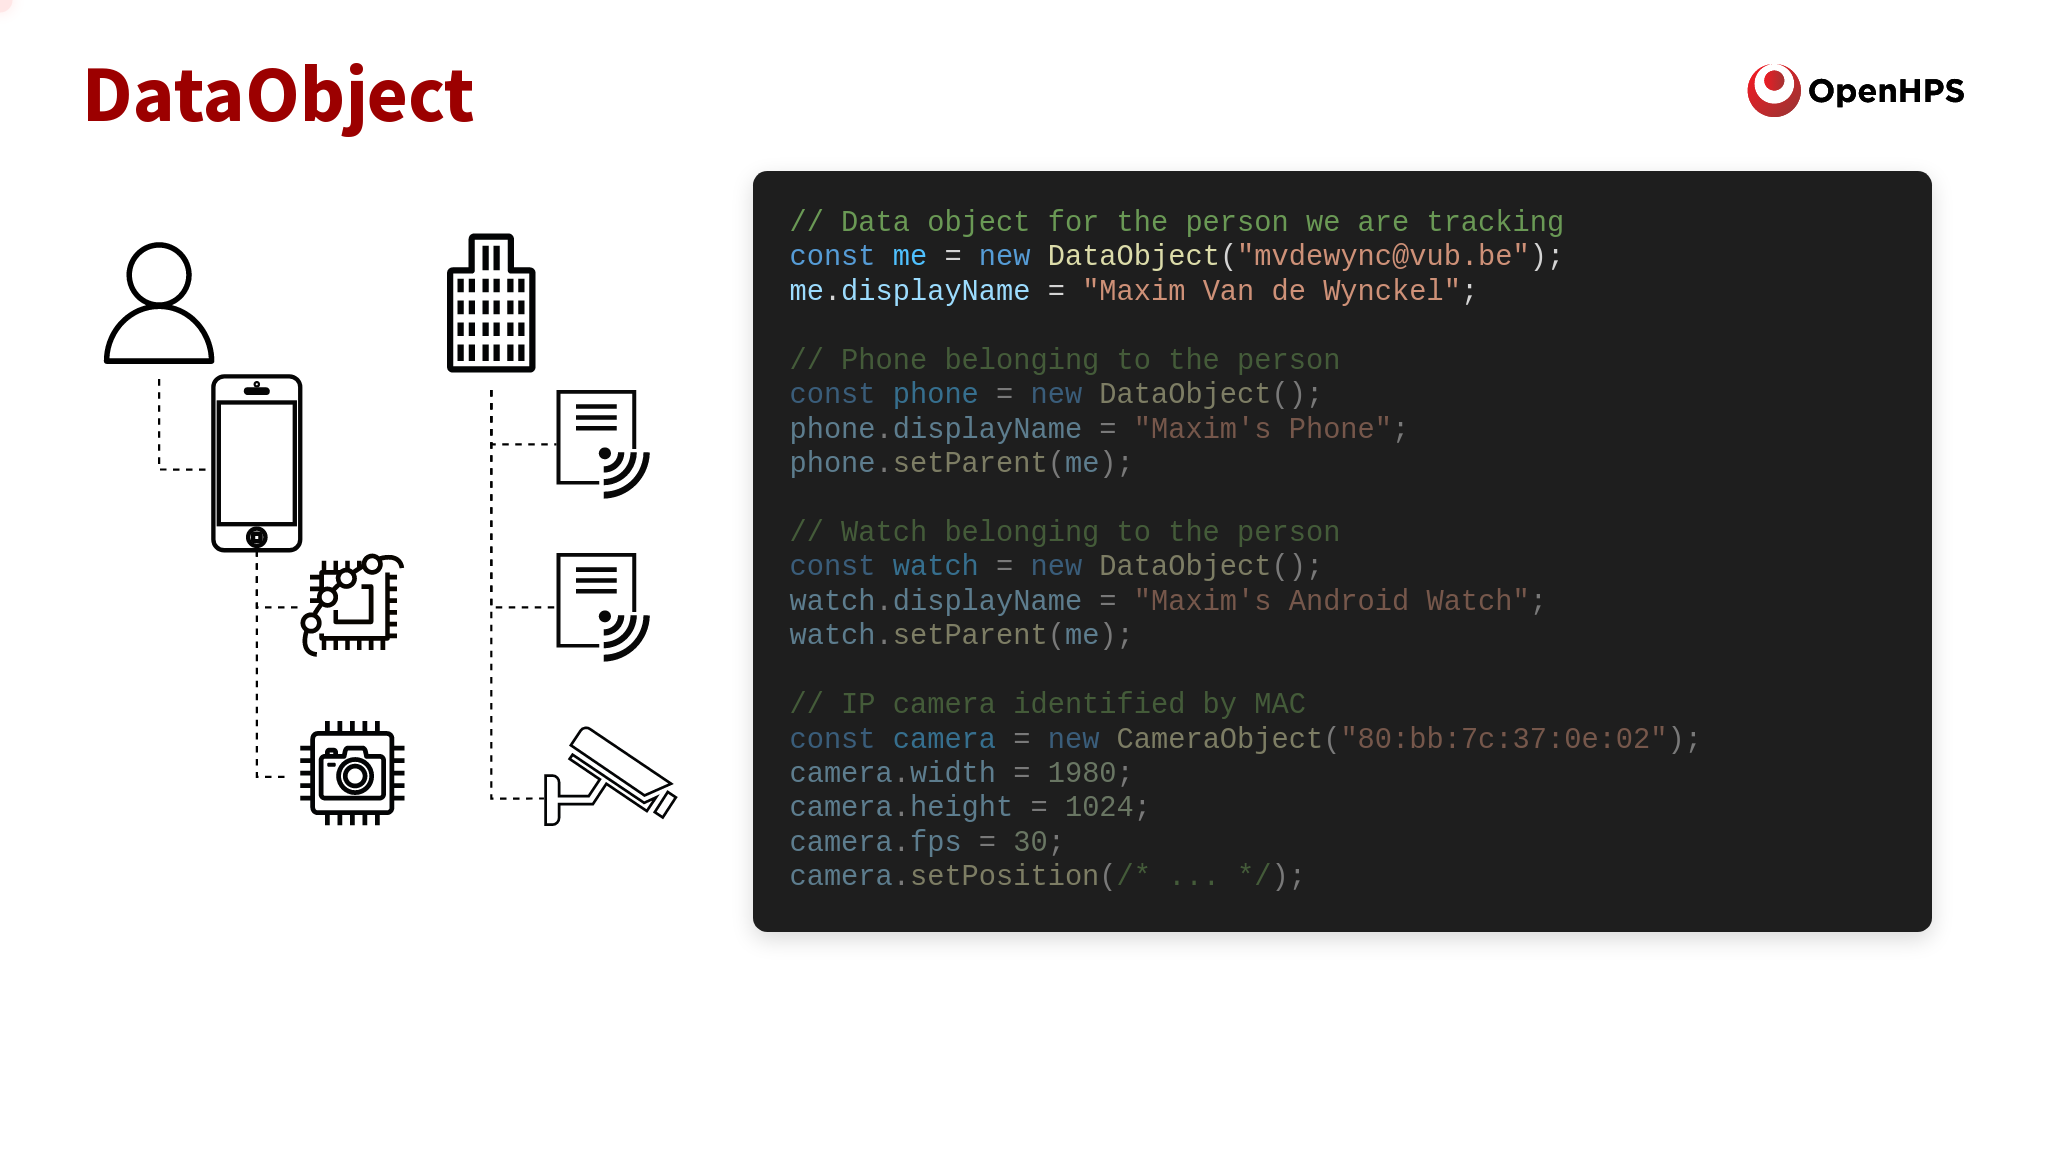 DataObject
OpenHPS
// Data object for the person we are tracking
const me = new DataObject("mvdewync@vub.be");
me.displayName = "Maxim Van de Wynckel";
// Phone belonging to the person
const phone = new DataObject();
phone.displayName = "Maxim's Phone";
phone.setParent(me);
// Watch belonging to the person
const watch = new DataObject();
watch.displayName = "Maxim's Android Watch";
watch.setParent(me);
// IP camera identified by MAC
const camera = new CameraObject("80:bb:7c:37:0e:02");
camera.width = 1980;
camera.height = 1024;
camera.fps = 30;
camera.setPosition(/* ... */);